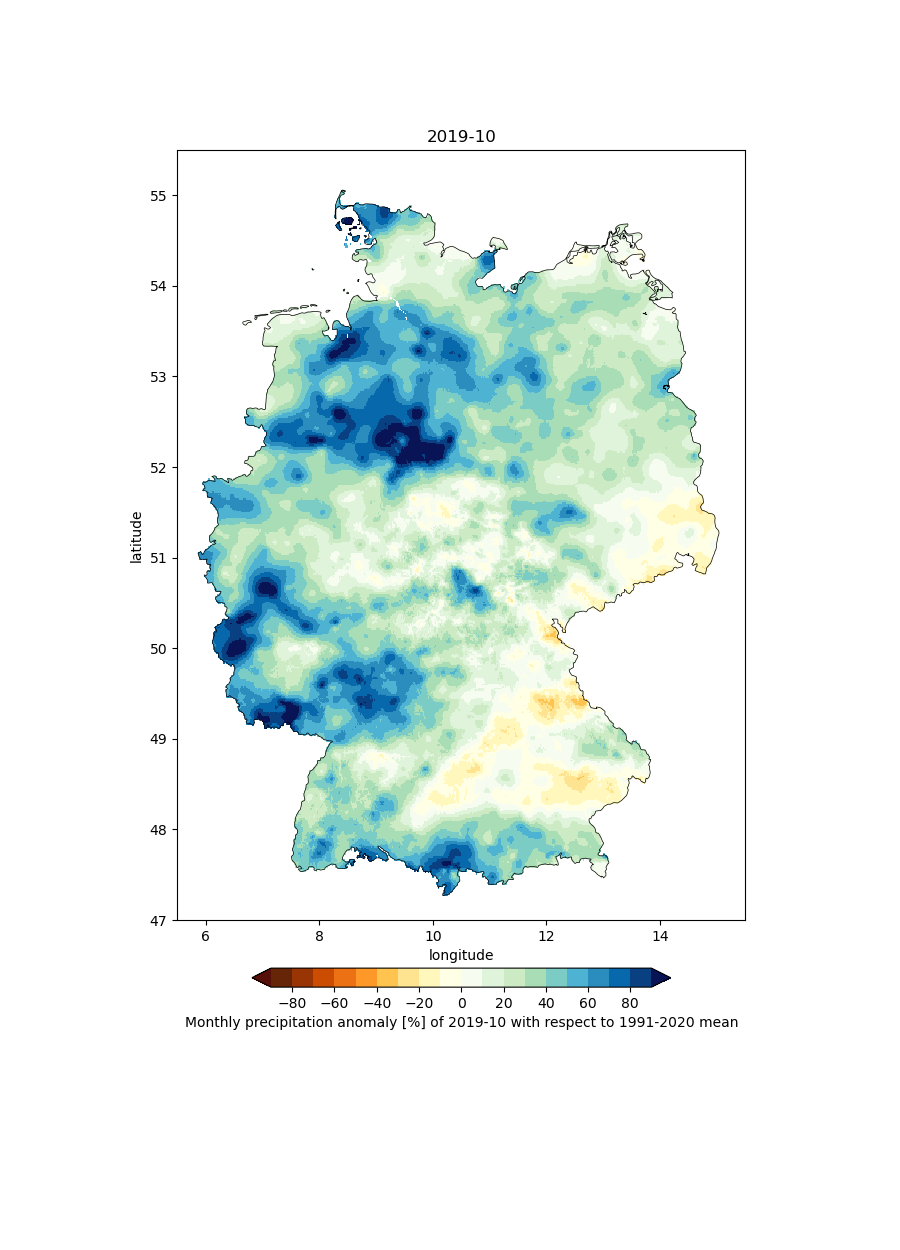 2019-10
55
54
53
52
51
50
49
48
47
latitude
6 8 10 12 14
longitude
−80 −60 −40 −20 0 20 40 60 80
Monthly precipitation anomaly [%] of 2019-10 with respect to 1991-2020 mean